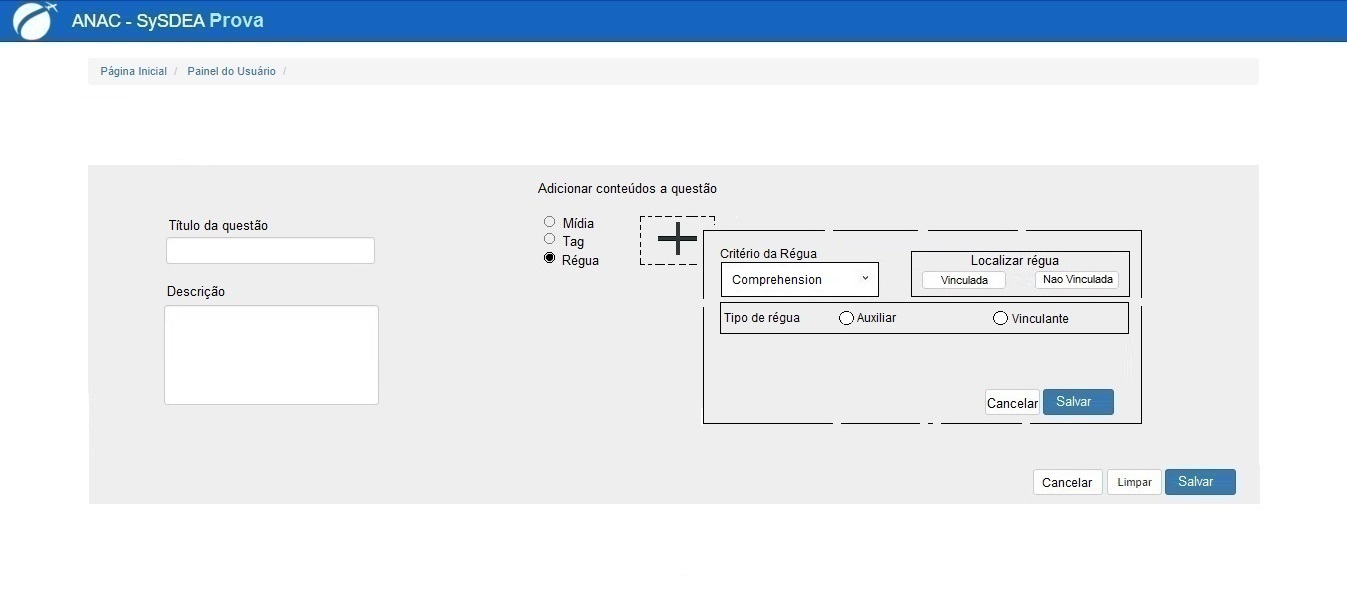 ANAC - SySDEA Prova
Página Inicial / Painel do Usuário /
Adicionar conteúdos a questão
Título da questão
Mídia
Tag
Régua
Descrição
Critério da Régua
Comprehension
Localizar régua
Vinculada Nao Vinculada
Tipo de régua Auxiliar Vinculante
Cancelar Salvar
Cancelar Limpar Salvar